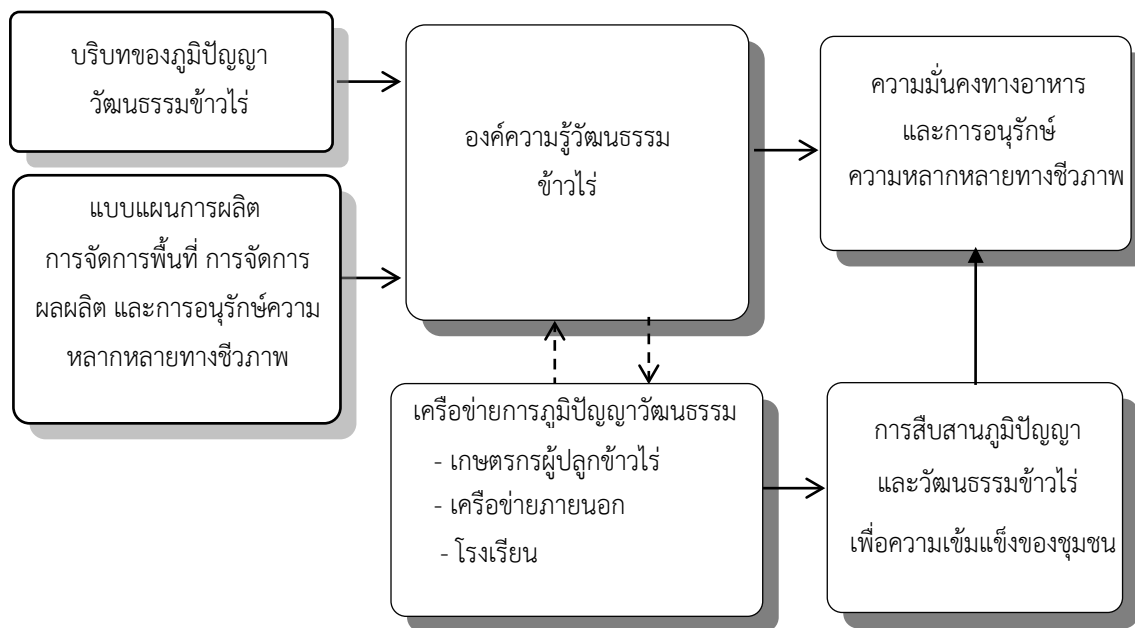 บริบทของภูมิปัญญา
วัฒนธรรมข้าวไร่
แบบแผนการผลิต
การจัดการพื้นที่ การจัดการ
ผลผลิต และการอนุรักษ์ความ
หลากหลายทางชีวภาพ
องค์ความรู้วัฒนธรรม
ข้าวไร่
ความมั่นคงทางอาหาร
และการอนุรักษ์
ความหลากหลายทางชีวภาพ
เครือข่ายการภูมิปัญญาวัฒนธรรม
- เกษตรกรผู้ปลูกข้าวไร่
- เครือข่ายภายนอก
- โรงเรียน
การสืบสานภูมิปัญญา
และวัฒนธรรมข้าวไร่
เพื่อความเข้มแข็งของชุมชน